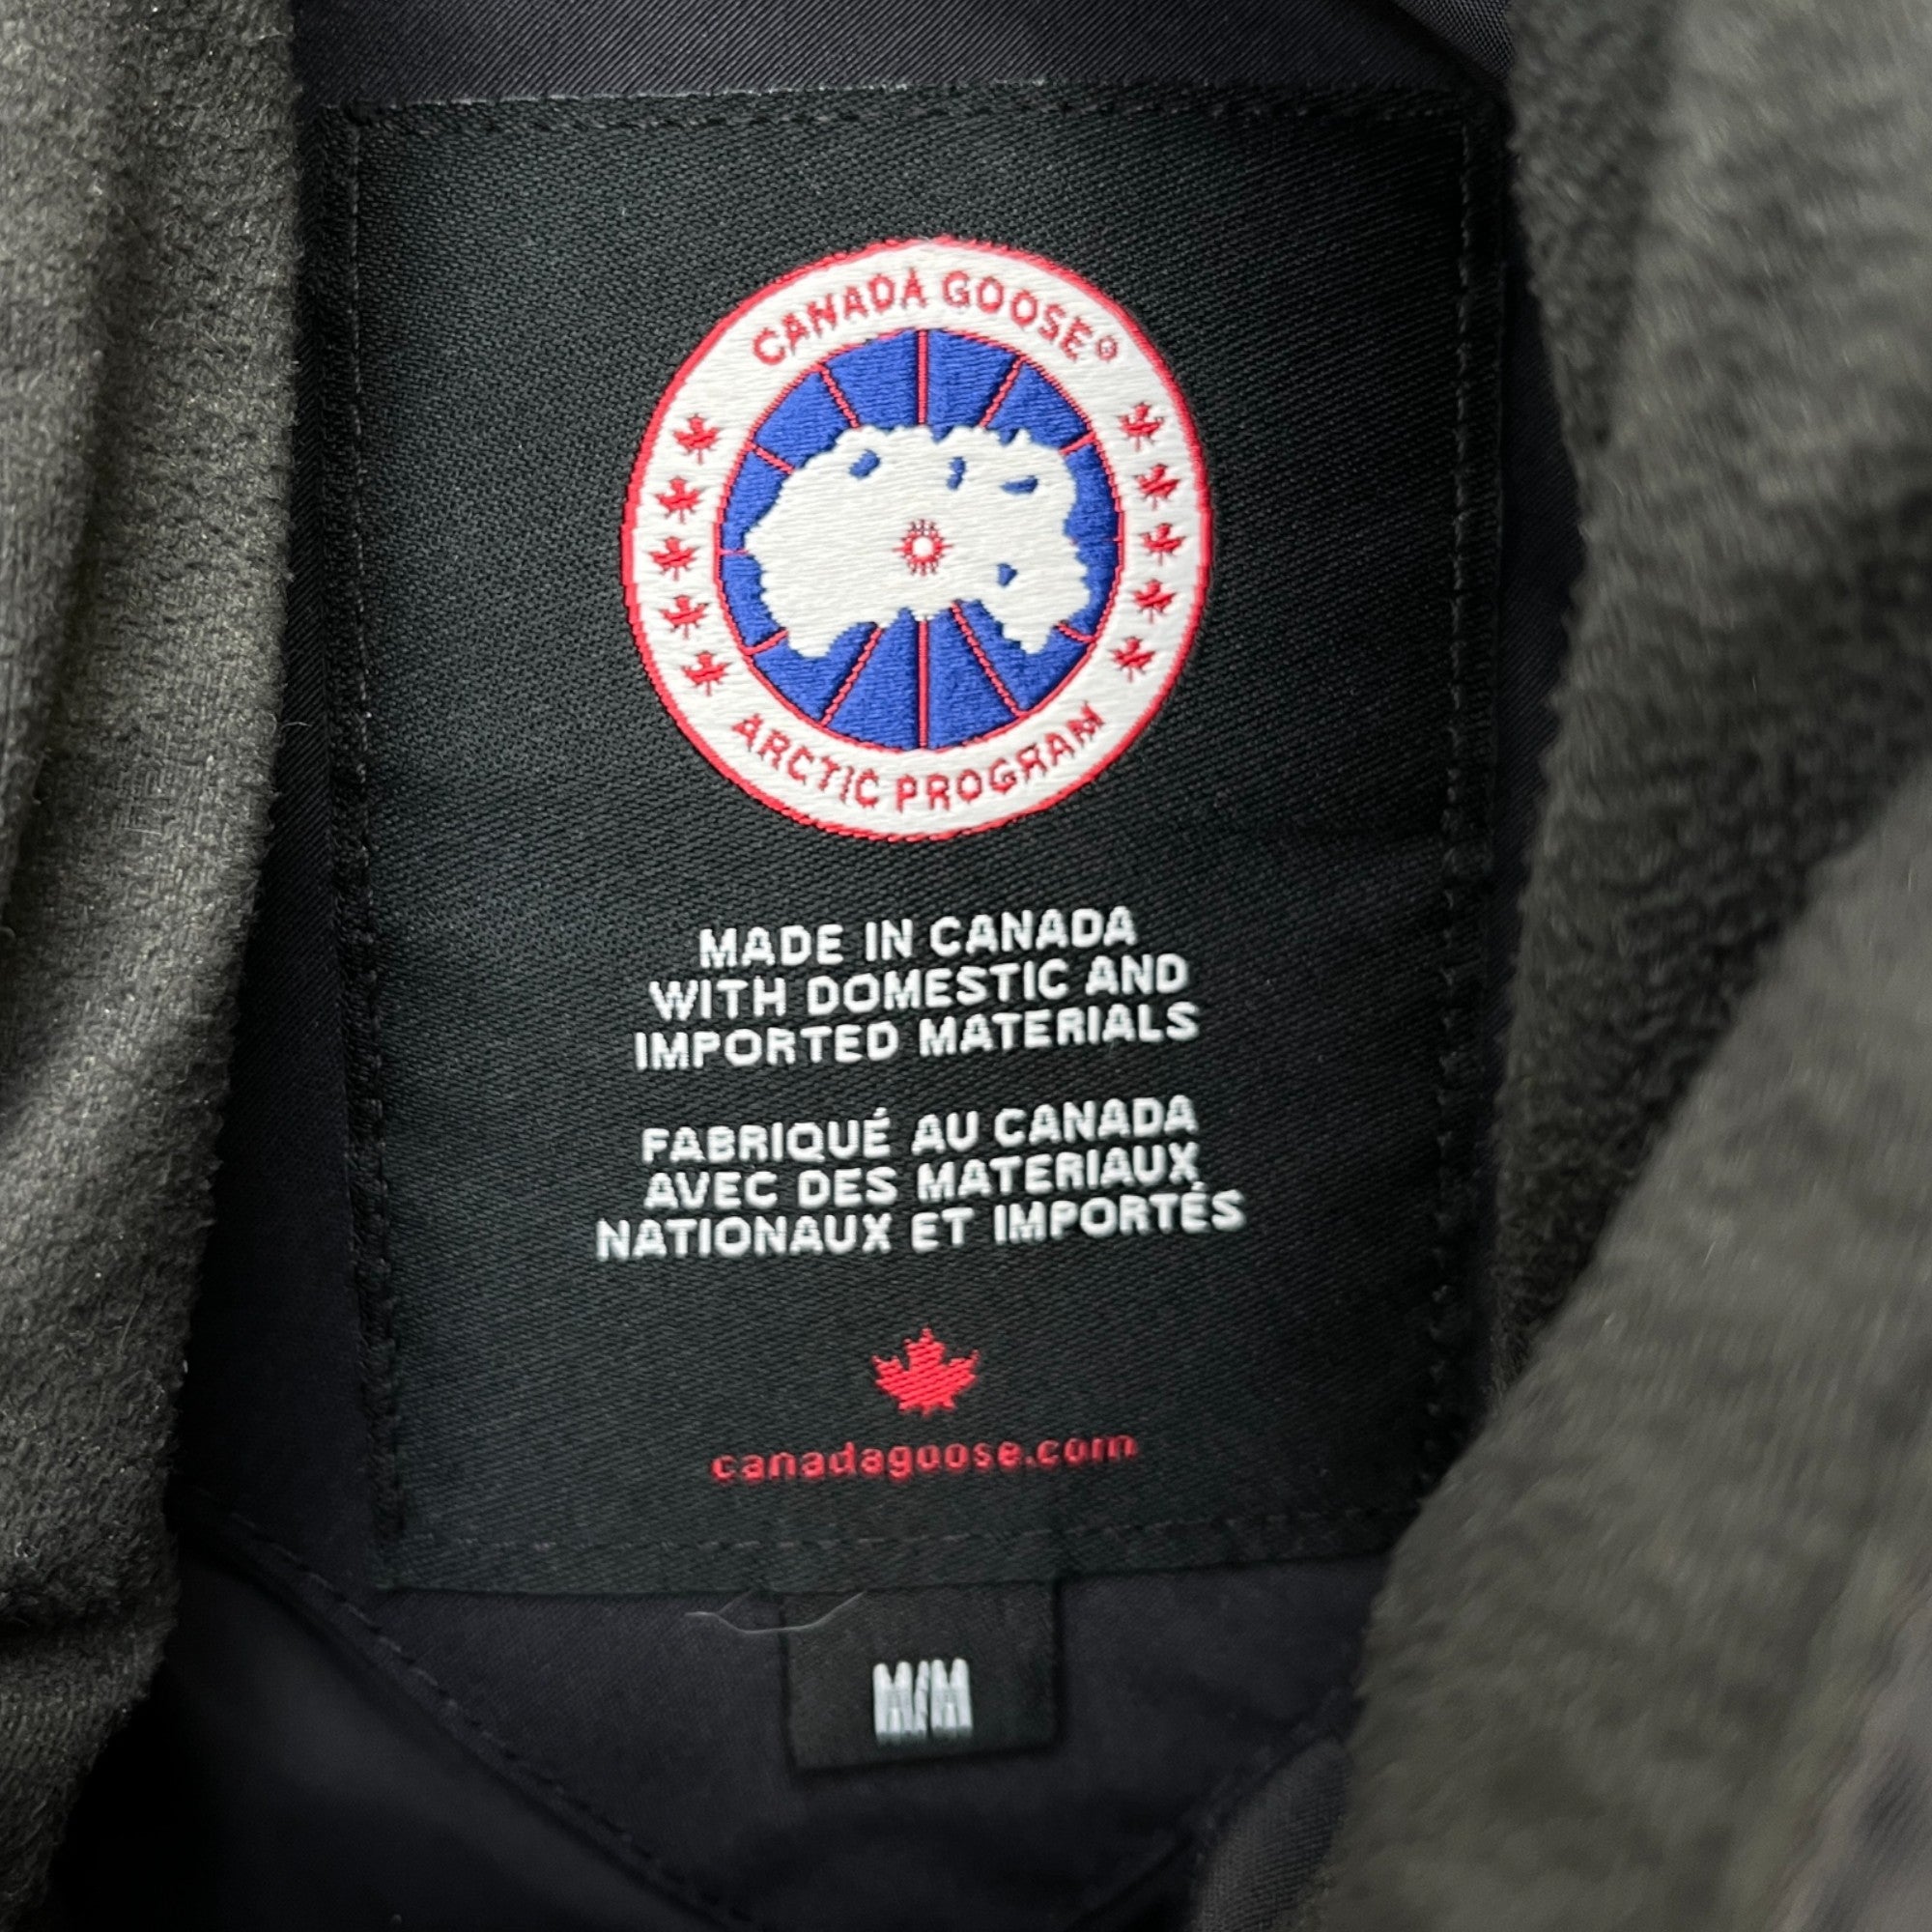 CANADA GOOSE®
ARCTIC PROGRAM
MADE IN CANADA
WITH DOMESTIC AND
IMPORTED MATERIALS
FABRIQUÉ AU CANADA
AVEC DES MATERIAUX
NATIONAUX ET IMPORTÉS
canadagoose.com
M/M